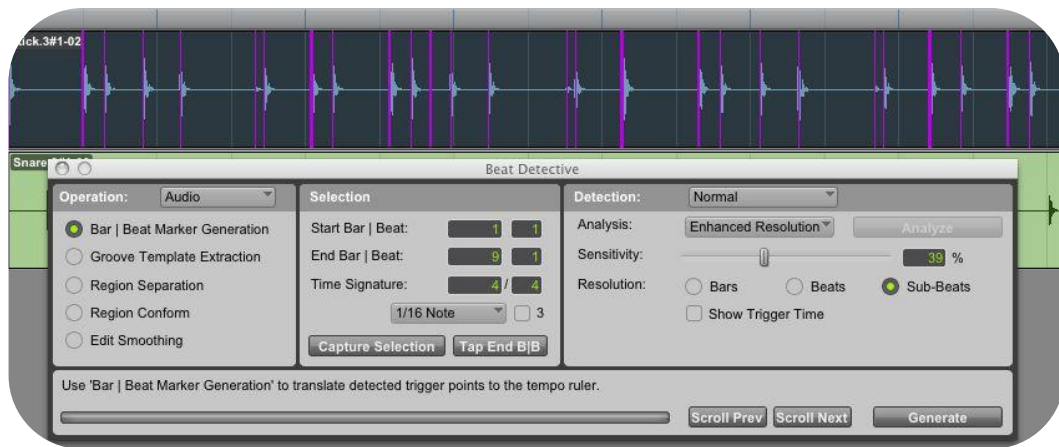 ick.3#1-02
Snare
Beat Detective
Operation: Audio
Bar | Beat Marker Generation
Groove Template Extraction
Region Separation
Region Conform
Edit Smoothing
Selection
Start Bar | Beat: 1 1
End Bar | Beat: 9 1
Time Signature: 4 / 4
1/16 Note 3
Capture Selection Tap End B|B
Detection: Normal
Analysis: Enhanced Resolution Analyze
Sensitivity: 39 %
Resolution: Bars Beats Sub-Beats
Show Trigger Time
Use 'Bar | Beat Marker Generation' to translate detected trigger points to the tempo ruler.
Scroll Prev Scroll Next Generate